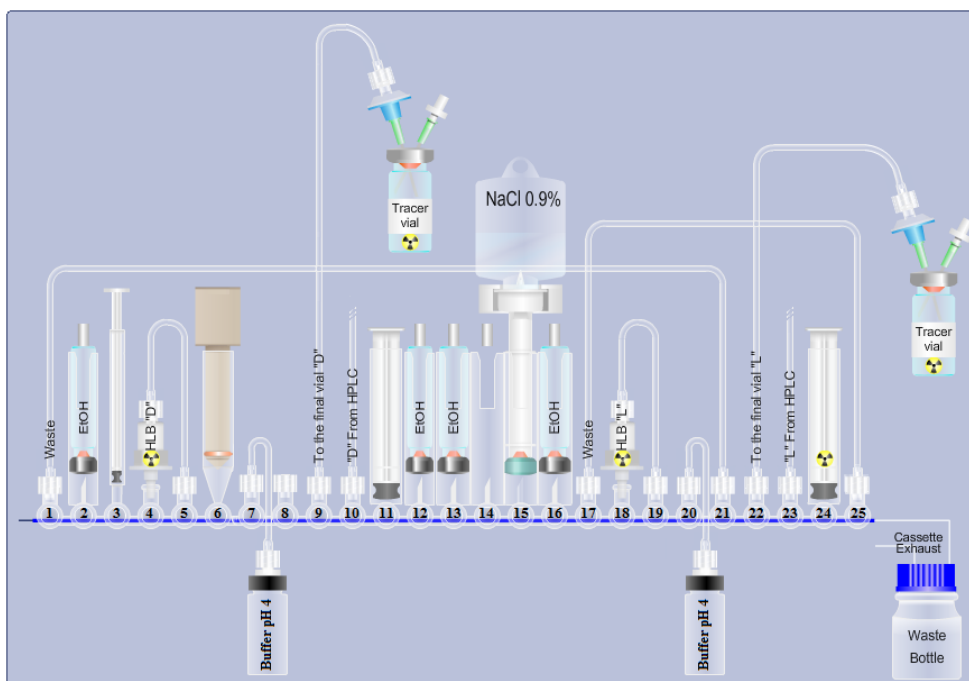 NaCl 0.9%
Tracer
vial
Tracer
vial
Waste
EtOH
HLB "D"
To the final vial "D"
"D" From HPLC
EtOH
EtOH
EtOH
Waste
HLB "L"
To the final vial "L"
"L" From HPLC
1 2 3 4 5 6 7 8 9 10 11 12 13 14 15 16 17 18 19 20 21 22 23 24 25
Cassette
Exhaust
Buffer pH 4
Buffer pH 4
Waste
Bottle